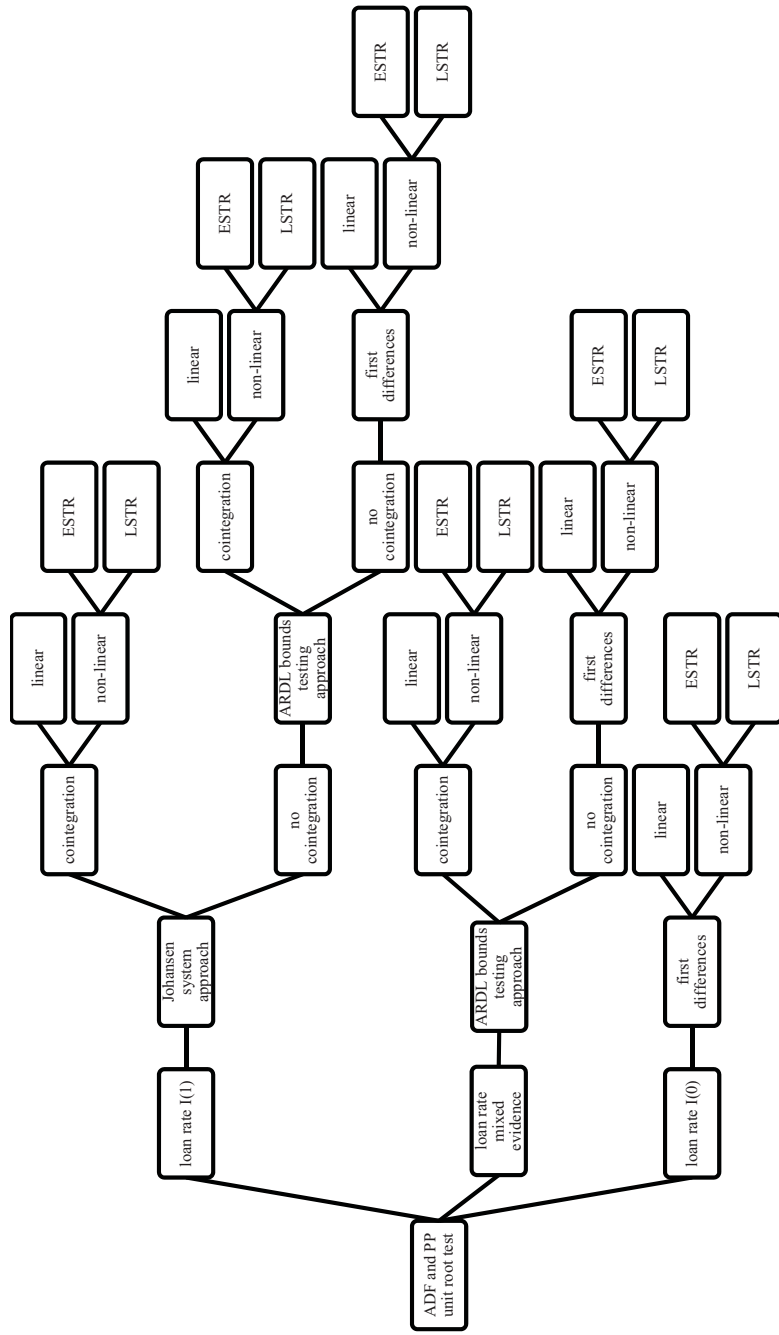 ADF and PP
unit root test
loan rate I(1)
Johansen
system
approach
cointegration
linear
non-linear
ESTR
LSTR
no
cointegration
ARDL bounds
testing
approach
cointegration
linear
non-linear
ESTR
LSTR
no
cointegration
first
differences
linear
non-linear
ESTR
LSTR
loan rate
mixed
evidence
ARDL bounds
testing
approach
cointegration
linear
non-linear
ESTR
LSTR
no
cointegration
first
differences
linear
non-linear
ESTR
LSTR
loan rate I(0)
first
differences
linear
non-linear
ESTR
LSTR